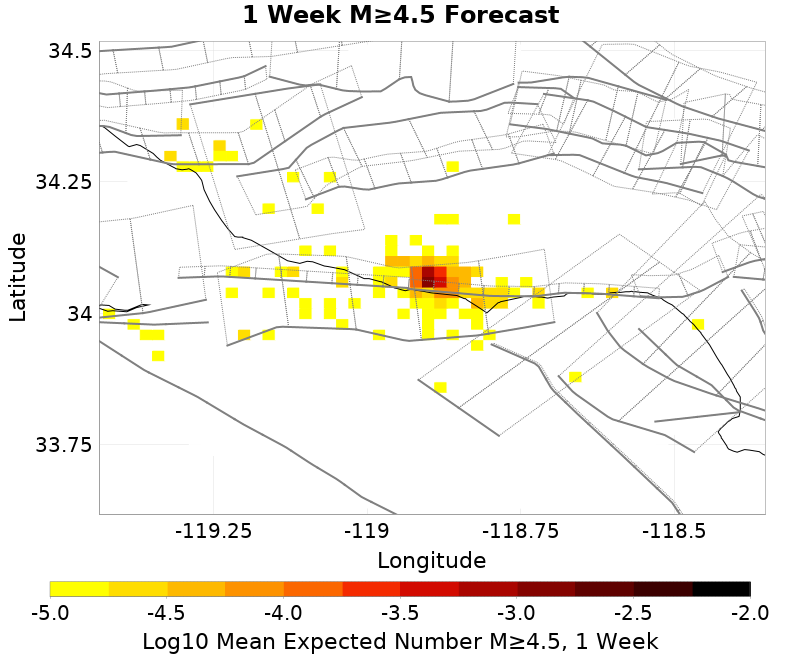 1 Week M≥4.5 Forecast
34.5
34.25
34
33.75
Latitude
-119.25 -119 -118.75 -118.5
Longitude
-5.0 -4.5 -4.0 -3.5 -3.0 -2.5 -2.0
Log10 Mean Expected Number M≥4.5, 1 Week